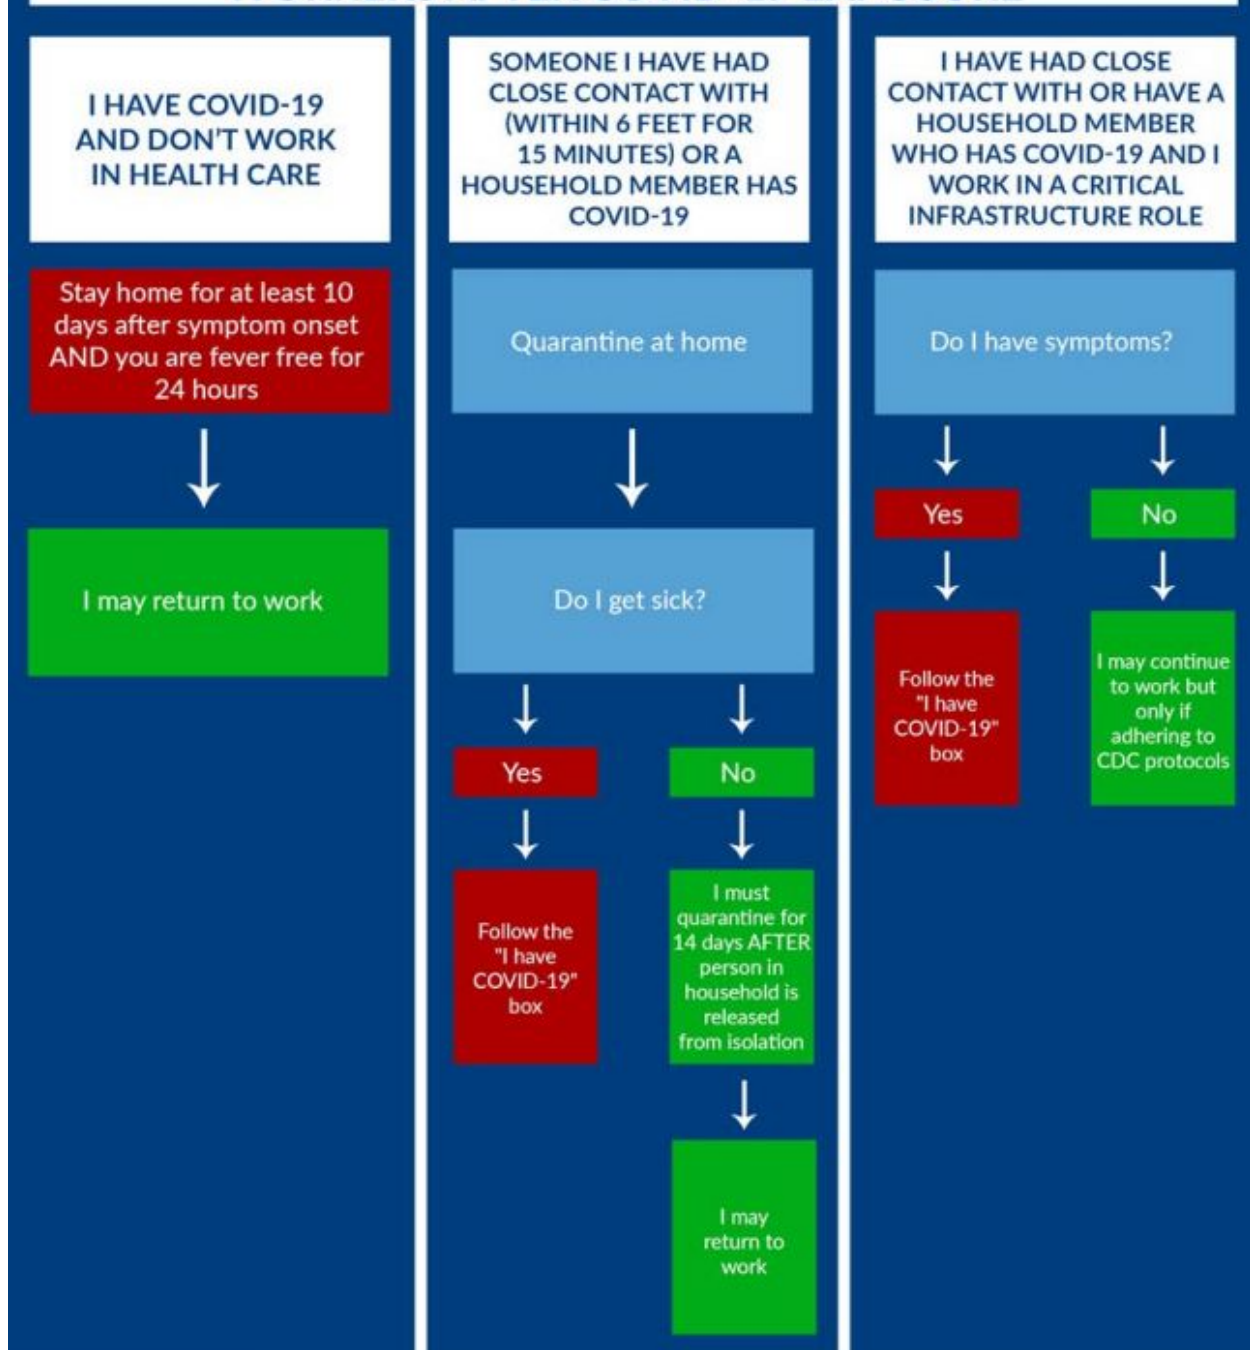 I HAVE COVID-19
AND DON'T WORK
IN HEALTH CARE
Stay home for at least 10
days after symptom onset
AND you are fever free for
24 hours
I may return to work
SOMEONE I HAVE HAD
CLOSE CONTACT WITH
(WITHIN 6 FEET FOR
15 MINUTES) OR A
HOUSEHOLD MEMBER HAS
COVID-19
Quarantine at home
Do I get sick?
Yes
No
Follow the
"I have
COVID-19"
box
I must
quarantine for
14 days AFTER
person in
household is
released
from isolation
I may
return to
work
I HAVE HAD CLOSE
CONTACT WITH OR HAVE A
HOUSEHOLD MEMBER
WHO HAS COVID-19 AND I
WORK IN A CRITICAL
INFRASTRUCTURE ROLE
Do I have symptoms?
Yes
No
Follow the
"I have
COVID-19"
box
I may continue
to work but
only if
adhering to
CDC protocols